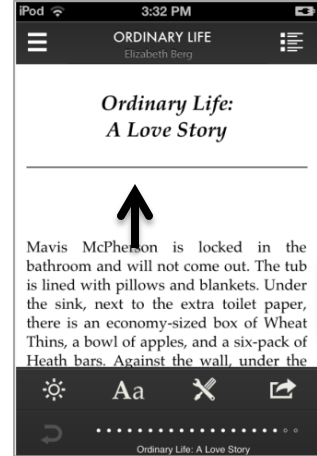 iPod 3:32 PM
ORDINARY LIFE
Elizabeth Berg
Ordinary Life:
A Love Story
Mavis McPherson is locked in the
bathroom and will not come out. The tub
is lined with pillows and blankets. Under
the sink, next to the extra toilet paper,
there is an economy-sized box of Wheat
Thins, a bowl of apples, and a six-pack of
Heath bars. Against the wall, under the
Aa
Ordinary Life: A Love Story